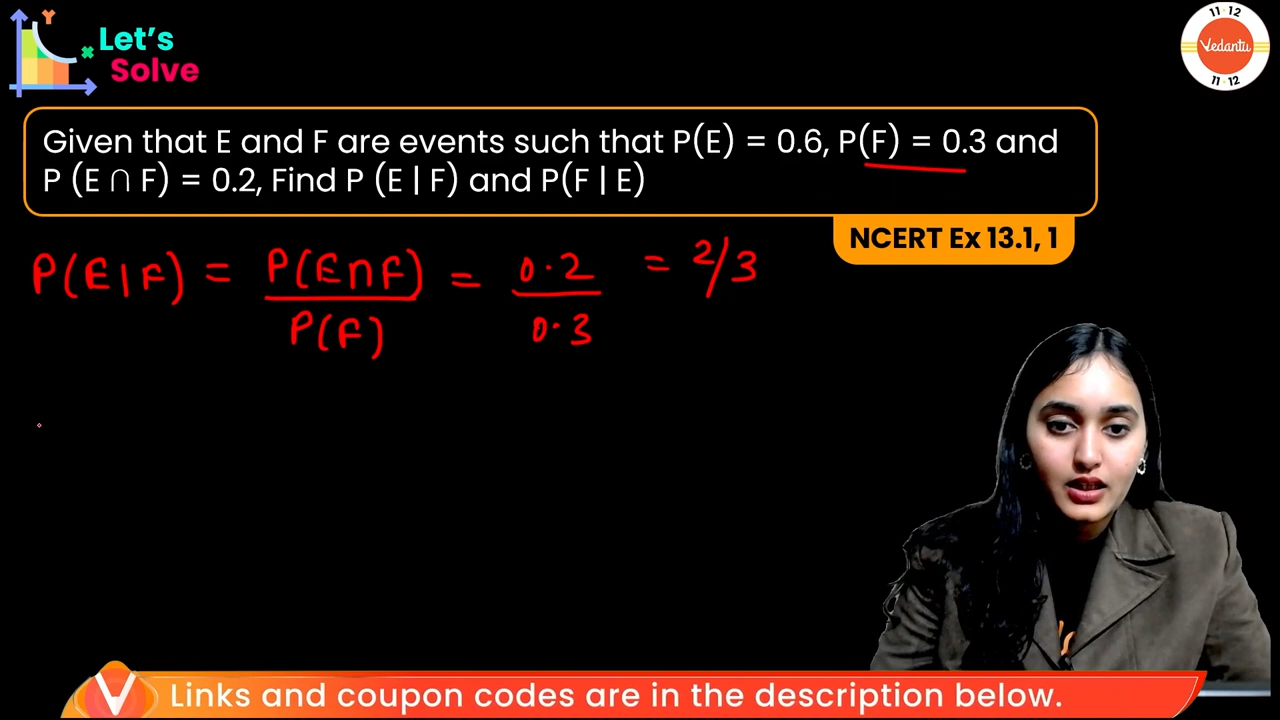 Y
Let's
Solve
11-12
Vedantu
11-12
Given that E and F are events such that P(E) = 0.6, P(F) = 0.3 and
P (E ∩ F) = 0.2, Find P (E | F) and P(F | E)
NCERT Ex 13.1, 1
P(E|F) = P(E∩F) = 0.2 = 2/3
P(F) 0.3
V Links and coupon codes are in the description below.